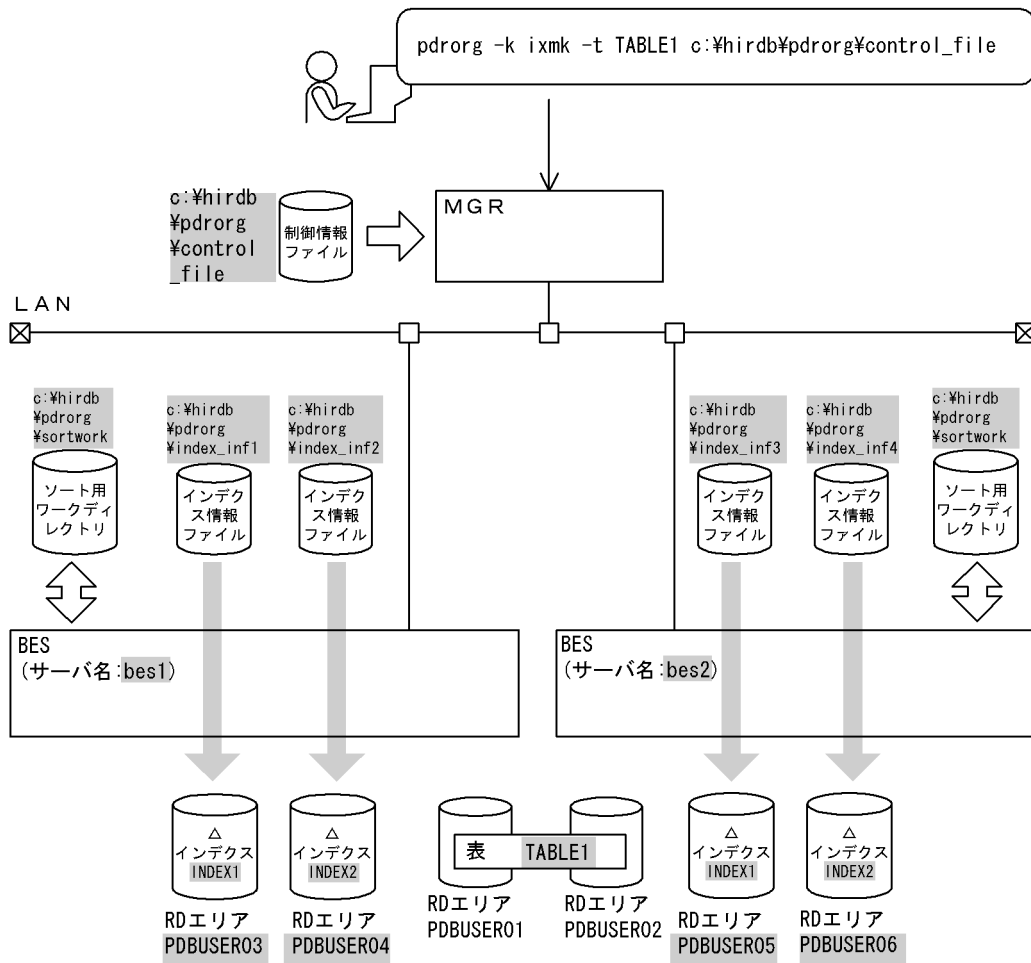 pdrorg -k ixmk -t TABLE1 c:¥hirdb¥pdrorg¥control_file
c:¥hirdb
¥pdrorg
¥control
_file
制御情報
ファイル
ＭＧＲ
ＬＡＮ
c:¥hirdb
¥pdrorg
¥sortwork
ソート用
ワークディ
レクトリ
c:¥hirdb
¥pdrorg
¥index_inf1
インデク
ス情報
ファイル
c:¥hirdb
¥pdrorg
¥index_inf2
インデク
ス情報
ファイル
c:¥hirdb
¥pdrorg
¥index_inf3
インデク
ス情報
ファイル
c:¥hirdb
¥pdrorg
¥index_inf4
インデク
ス情報
ファイル
c:¥hirdb
¥pdrorg
¥sortwork
ソート用
ワークディ
レクトリ
BES
(サーバ名:bes1)
BES
(サーバ名:bes2)
△
インデクス
INDEX1
RDエリア
PDBUSER03
△
インデクス
INDEX2
RDエリア
PDBUSER04
表 TABLE1
RDエリア
PDBUSER01
RDエリア
PDBUSER02
△
インデクス
INDEX1
RDエリア
PDBUSER05
△
インデクス
INDEX2
RDエリア
PDBUSER06